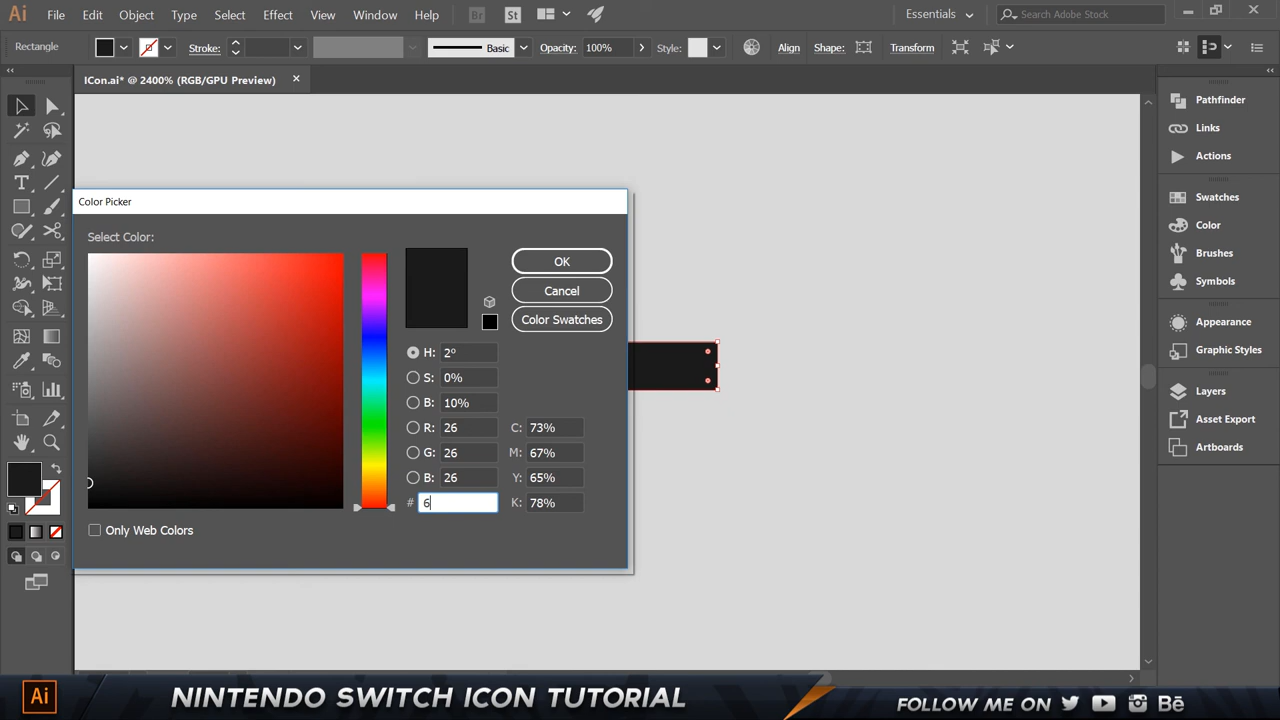 Ai File Edit Object Type Select Effect View Window Help Br St Essentials Search Adobe Stock
Rectangle Stroke: Basic Opacity: 100% Style: Align Shape: Transform
ICon.ai* @ 2400% (RGB/GPU Preview)
Color Picker
Select Color:
OK
Cancel
Color Swatches
H: 2°
S: 0%
B: 10%
R: 26 C: 73%
G: 26 M: 67%
B: 26 Y: 65%
# 6 K: 78%
Only Web Colors
Pathfinder
Links
Actions
Swatches
Color
Brushes
Symbols
Appearance
Graphic Styles
Layers
Asset Export
Artboards
Ai NINTENDO SWITCH ICON TUTORIAL FOLLOW ME ON Bē